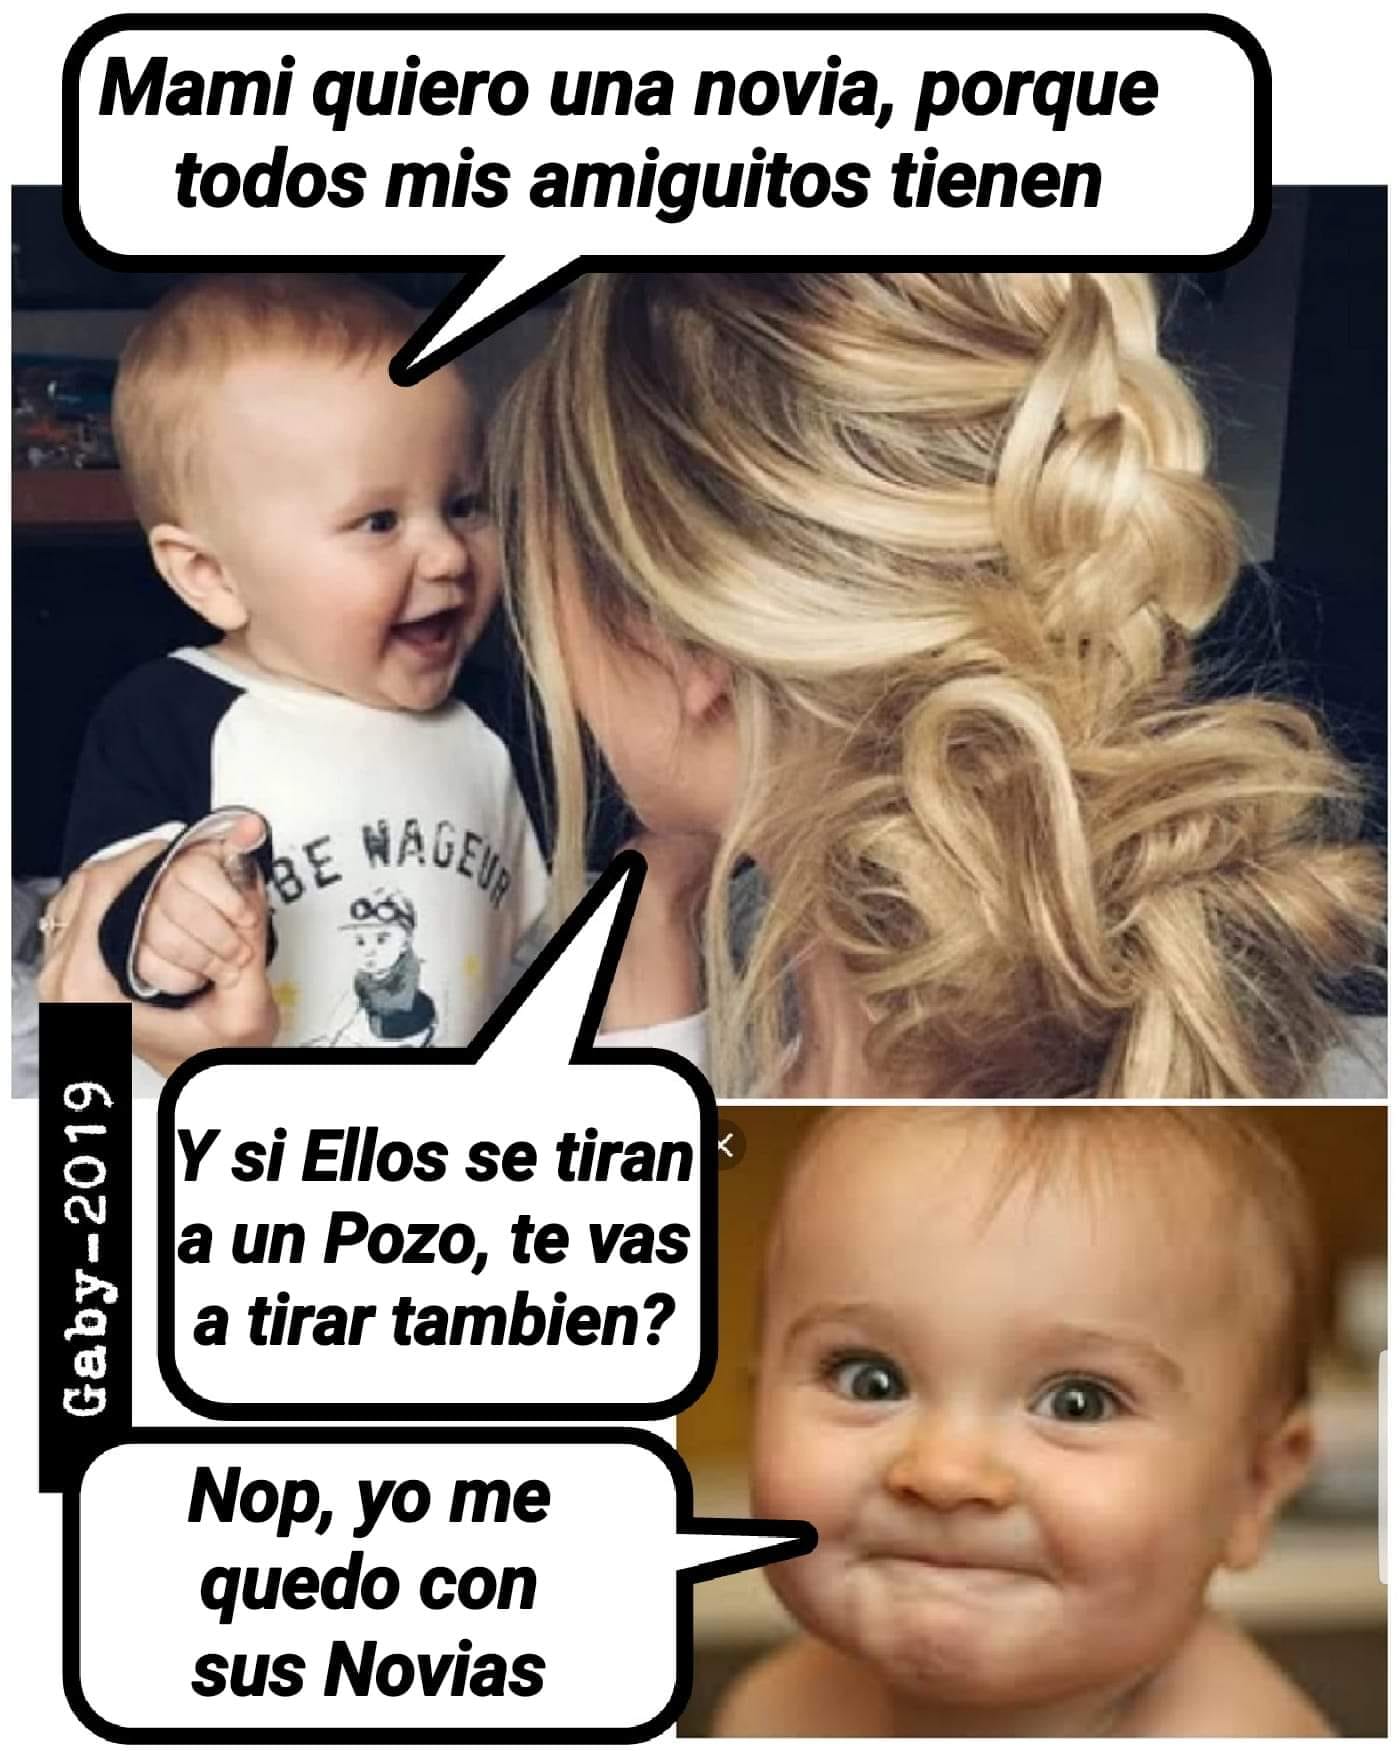 Mami quiero una novia, porque
todos mis amiguitos tienen
BE NAGEUR
Y si Ellos se tiran
a un Pozo, te vas
a tirar tambien?
Gaby-2019
Nop, yo me
quedo con
sus Novias